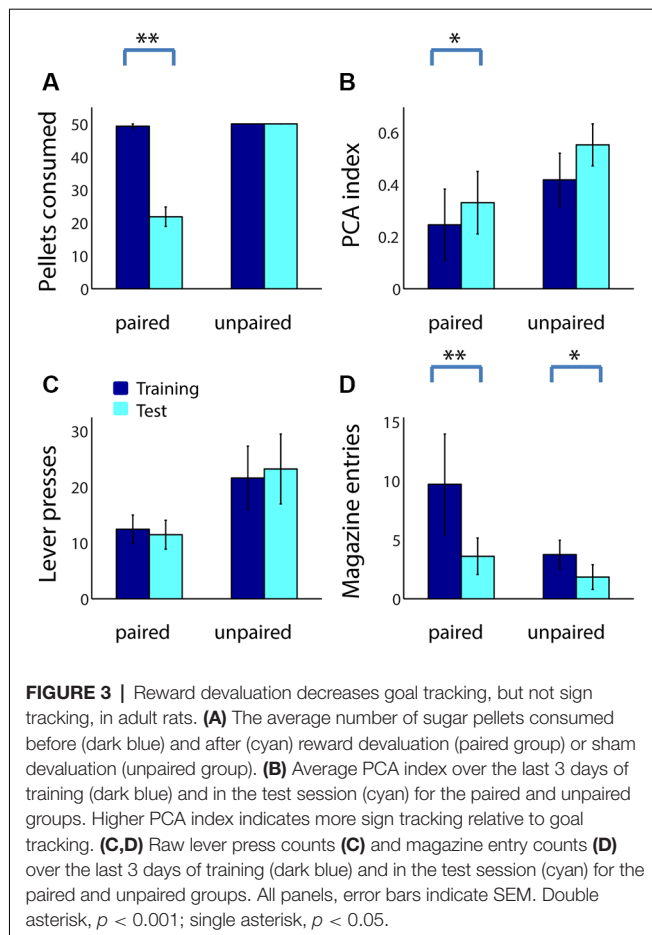 **
*
A
B
Pellets consumed
50
40
30
20
10
0
paired
unpaired
PCA index
0.6
0.4
0.2
0
paired
unpaired
**
*
C
D
Training
Test
Lever presses
30
20
10
0
paired
unpaired
Magazine entries
15
10
5
0
paired
unpaired
FIGURE 3 | Reward devaluation decreases goal tracking, but not sign
tracking, in adult rats. (A) The average number of sugar pellets consumed
before (dark blue) and after (cyan) reward devaluation (paired group) or sham
devaluation (unpaired group). (B) Average PCA index over the last 3 days of
training (dark blue) and in the test session (cyan) for the paired and unpaired
groups. Higher PCA index indicates more sign tracking relative to goal
tracking. (C,D) Raw lever press counts (C) and magazine entry counts (D)
over the last 3 days of training (dark blue) and in the test session (cyan) for the
paired and unpaired groups. All panels, error bars indicate SEM. Double
asterisk, p < 0.001; single asterisk, p < 0.05.